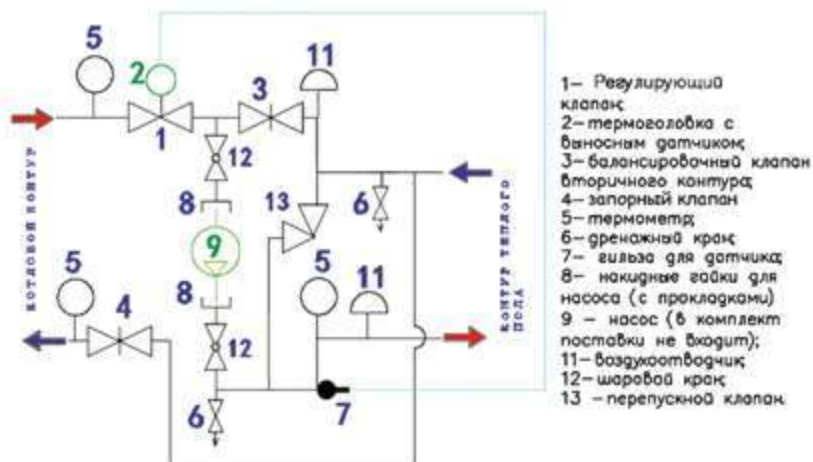 5
2
11
3
1
12
8
13
6
9
5
5
11
8
4
12
6
7
КОТЛОВОЙ КОНТУР
КОНТУР ТЕПЛОГО
ПОЛА
1– Регулирующий
клапан;
2–термоголовка с
выносным датчиком;
3–балансировочный клапан
вторичного контура;
4–запорный клапан
5–термометр;
6–дренажный кран;
7– гильза для датчика;
8– накидные гайки для
насоса (с прокладками)
9 – насос (в комплект
поставки не входит);
11–воздухоотводчик;
12–шаровой кран;
13 –перепускной клапан.